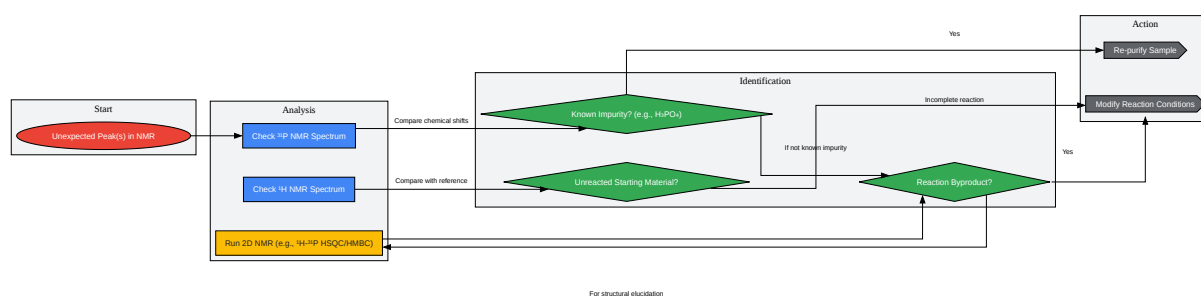 Start
Unexpected Peak(s) in NMR
Analysis
Check ³¹P NMR Spectrum
Check ¹H NMR Spectrum
Run 2D NMR (e.g., ¹H-³¹P HSQC/HMBC)
Compare chemical shifts
Compare with reference
Identification
Known Impurity? (e.g., H₃PO₄)
Unreacted Starting Material?
If not known impurity
Reaction Byproduct?
Yes
Incomplete reaction
Yes
Action
Re-purify Sample
Modify Reaction Conditions
For structural elucidation